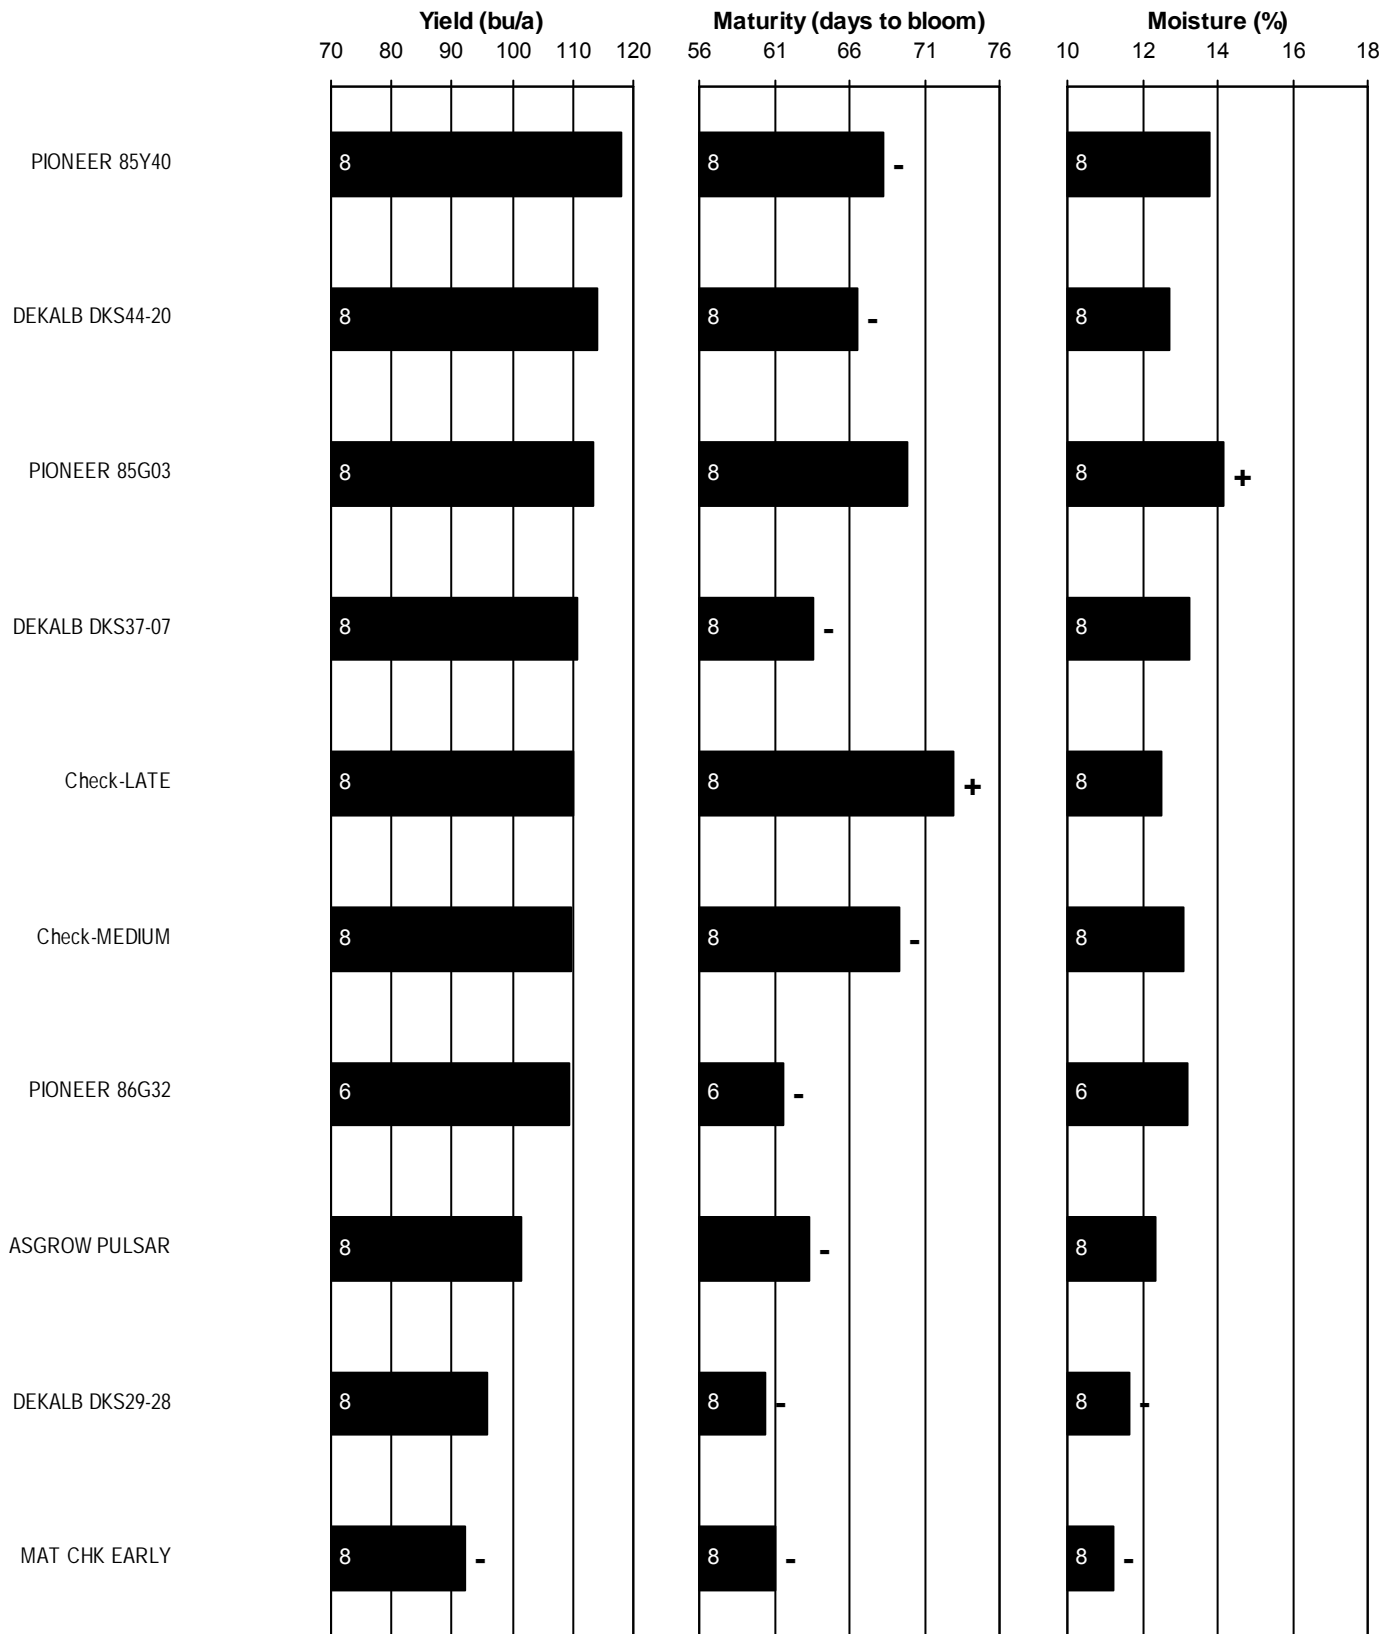 Yield (bu/a) Maturity (days to bloom) Moisture (%)
70 80 90 100 110 120 56 61 66 71 76 10 12 14 16 18
PIONEER 85Y40 8 8 - 8
DEKALB DKS44-20 8 8 - 8
PIONEER 85G03 8 8 8 +
DEKALB DKS37-07 8 8 - 8
Check-LATE 8 8 + 8
Check-MEDIUM 8 8 - 8
PIONEER 86G32 6 6 - 6
ASGROW PULSAR 8 - 8
DEKALB DKS29-28 8 8 - 8 -
MAT CHK EARLY 8 - 8 - 8 -